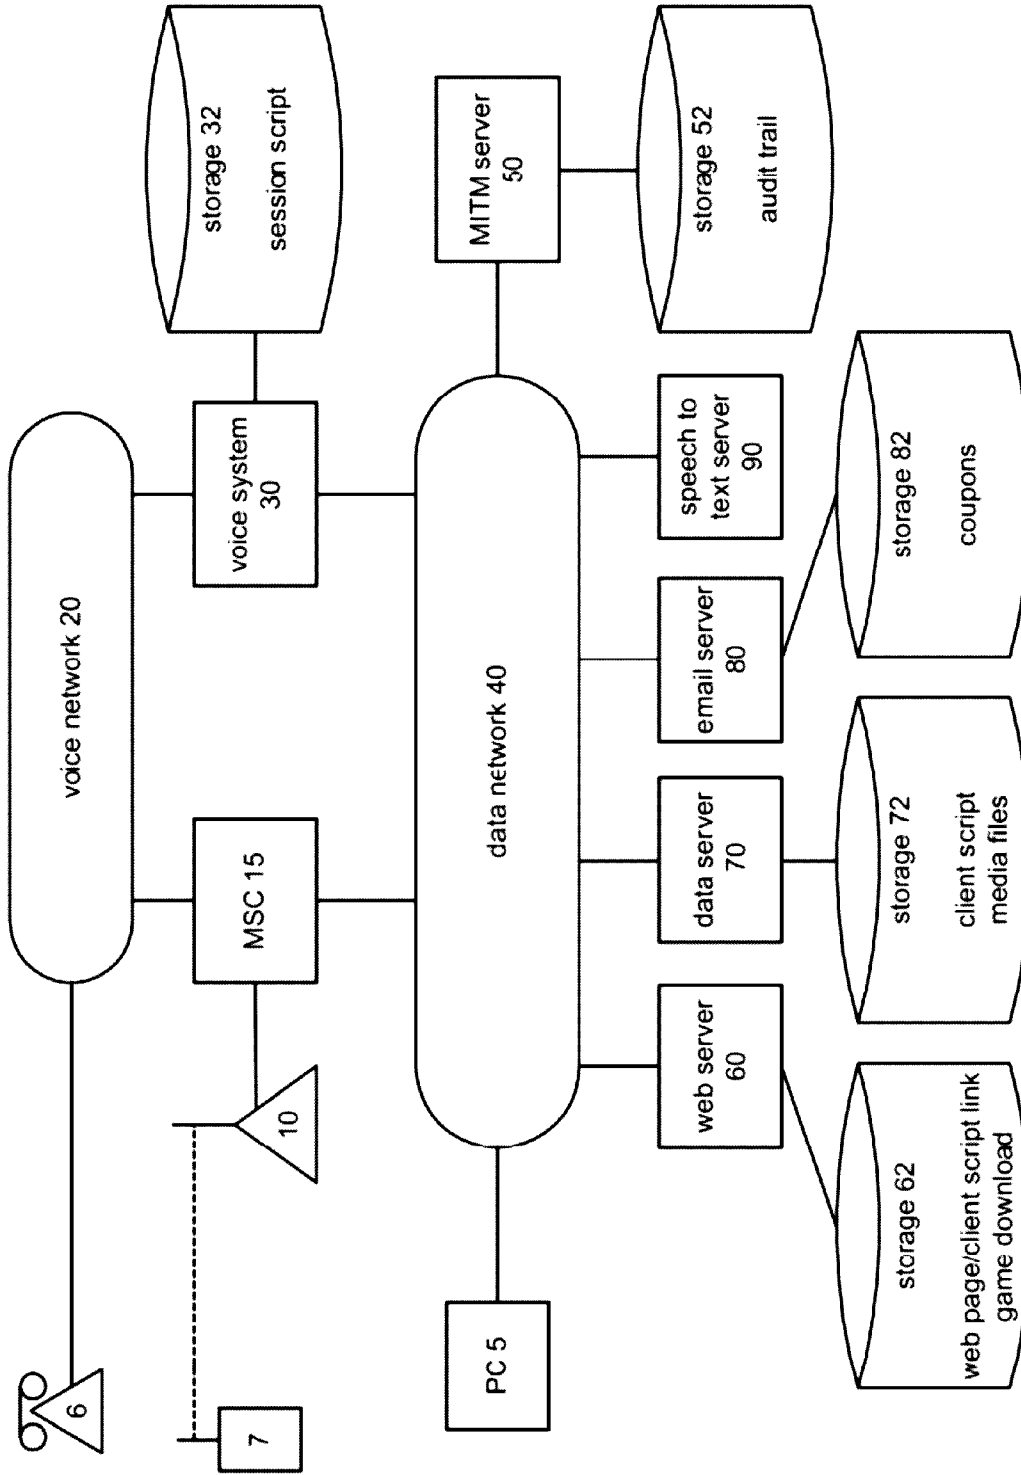 6
voice network 20
7
10
MSC 15
voice system
30
storage 32
session script
PC 5
data network 40
MITM server
50
storage 52
audit trail
web server
60
data server
70
email server
80
speech to
text server
90
storage 62
web page/client script link
game download
storage 72
client script
media files
storage 82
coupons